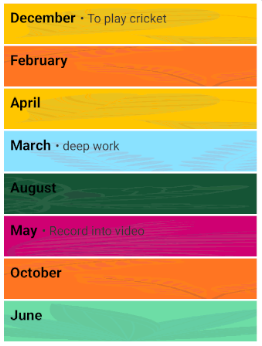 December • To play cricket
February
April
March • deep work
August
May • Record into video
October
June